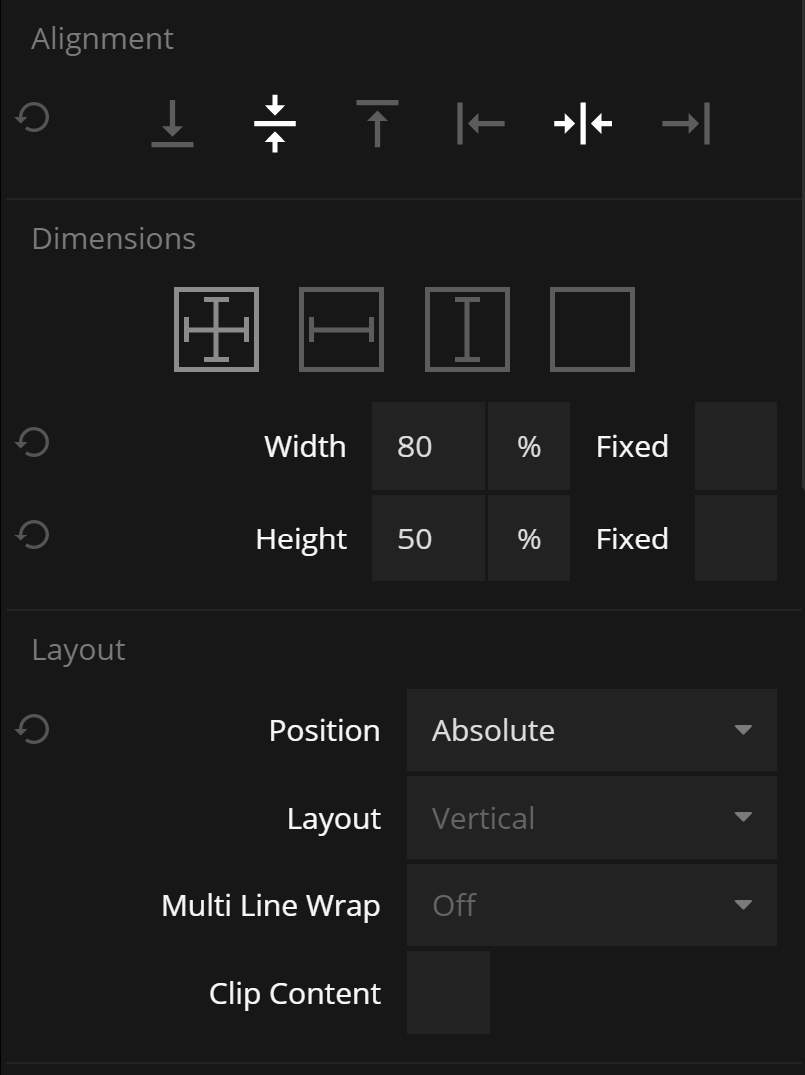 Alignment
Dimensions
Width 80 % Fixed
Height 50 % Fixed
Layout
Position Absolute
Layout Vertical
Multi Line Wrap Off
Clip Content